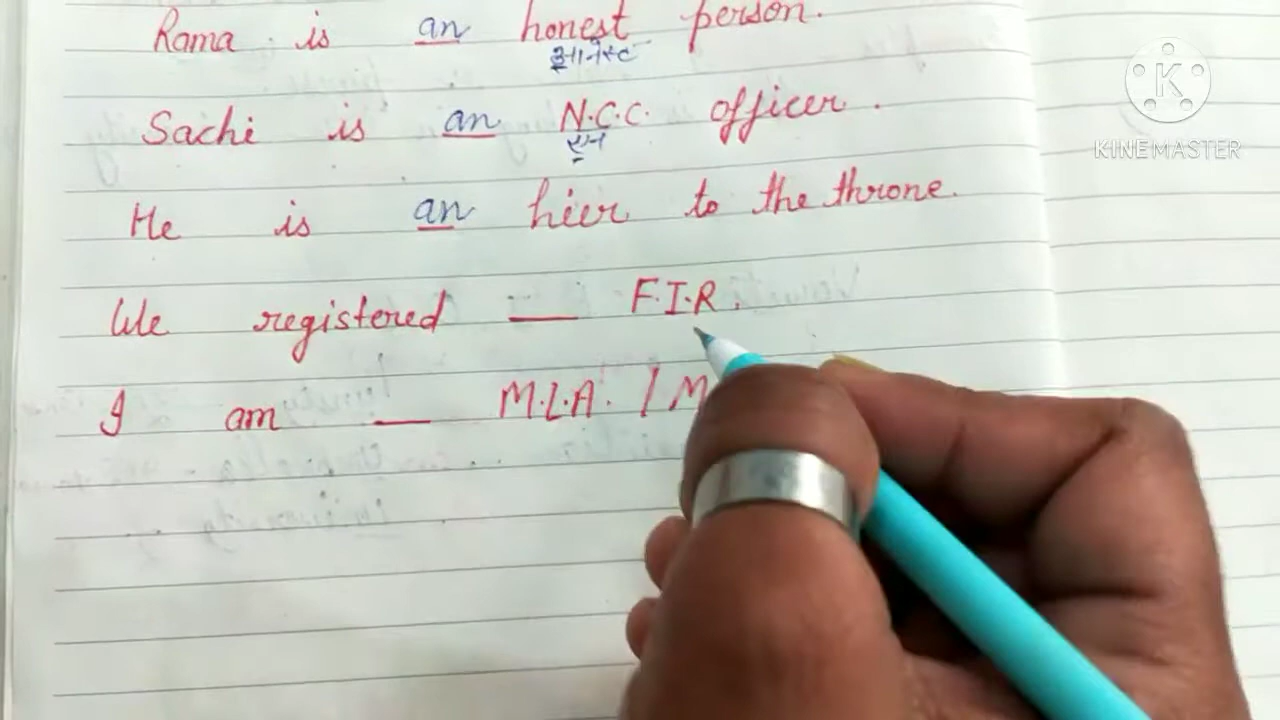 Rama is an honest person.
आनेस्ट
Sachi is an N.C.C. officer.
एन
He is an hier to the throne.
We registered __ F.I.R.
I am __ M.L.A. / M
KINEMASTER